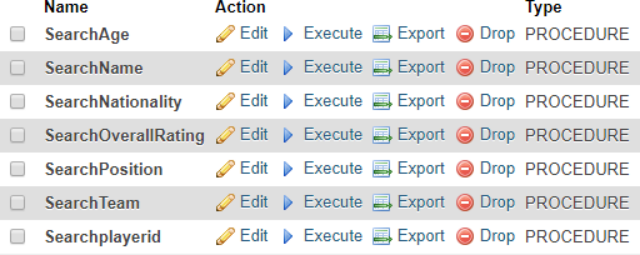 Name Action Type
SearchAge Edit Execute Export Drop PROCEDURE
SearchName Edit Execute Export Drop PROCEDURE
SearchNationality Edit Execute Export Drop PROCEDURE
SearchOverallRating Edit Execute Export Drop PROCEDURE
SearchPosition Edit Execute Export Drop PROCEDURE
SearchTeam Edit Execute Export Drop PROCEDURE
Searchplayerid Edit Execute Export Drop PROCEDURE